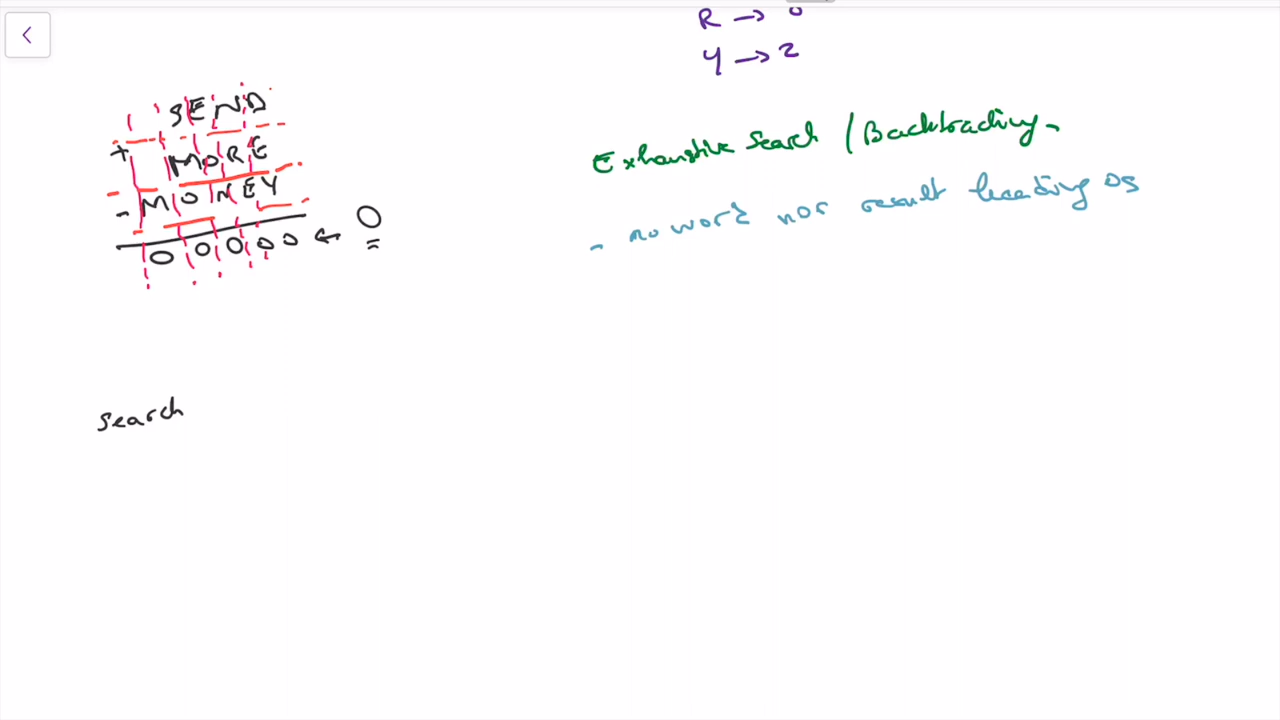 R → 0
Y → 2
SEND
+ MORE
- MONEY
0 0 0 0 0 ← 0
Exhaustive Search / Backtracking -
- no word nor result leading 0s
search